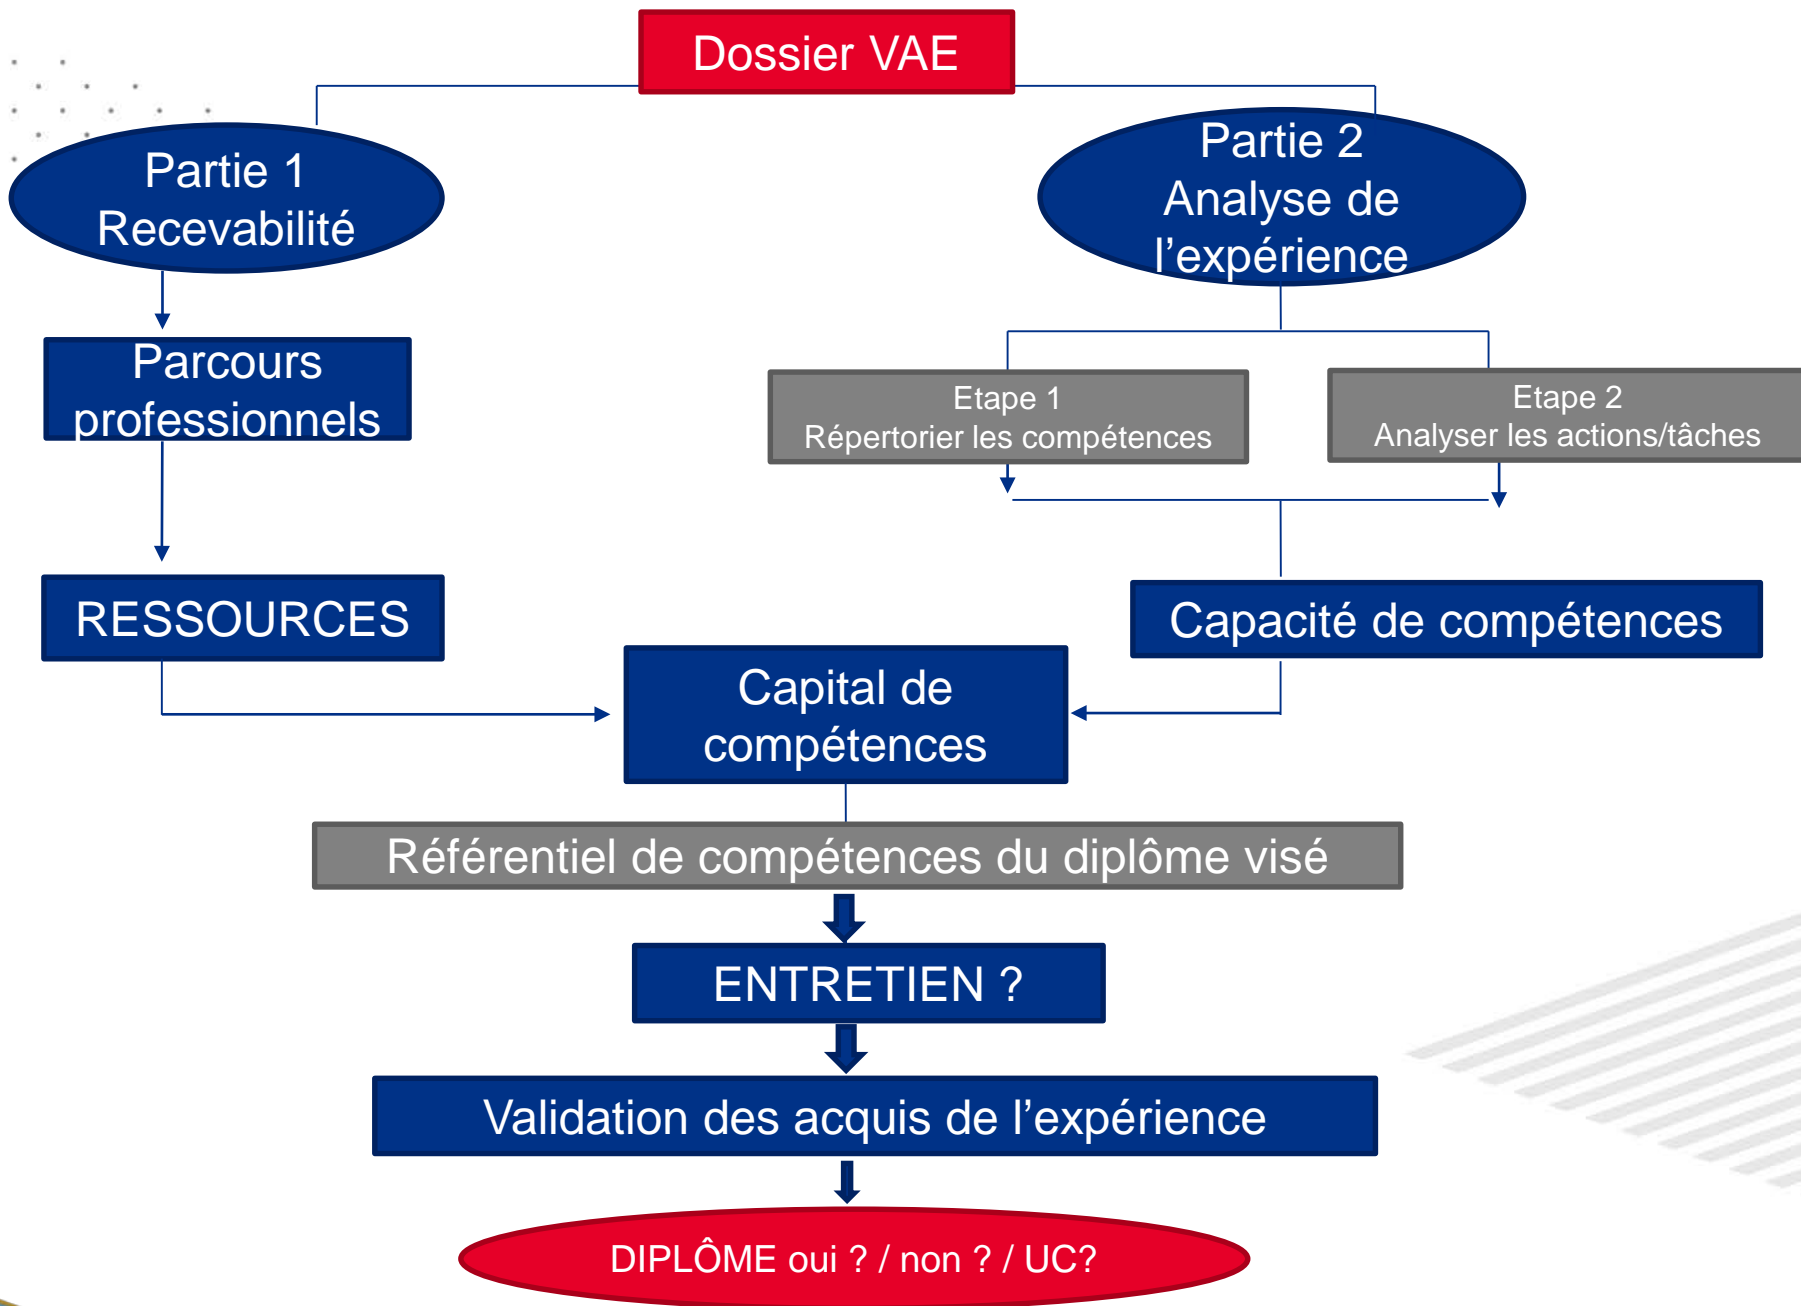 Dossier VAE
Partie 1
Recevabilité
Partie 2
Analyse de
l’expérience
Parcours
professionnels
Etape 1
Répertorier les compétences
Etape 2
Analyser les actions/tâches
RESSOURCES
Capacité de compétences
Capital de
compétences
Référentiel de compétences du diplôme visé
ENTRETIEN ?
Validation des acquis de l’expérience
DIPLÔME oui ? / non ? / UC?